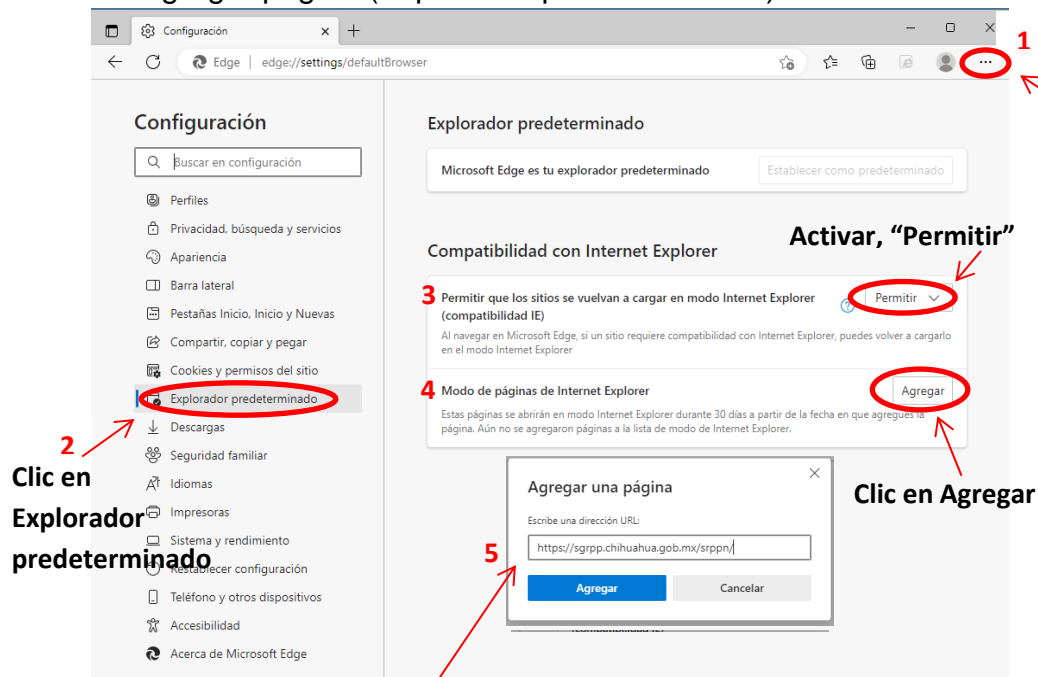 Configuración
Edge | edge://settings/defaultBrowser
1
Configuración
Buscar en configuración
Perfiles
Privacidad, búsqueda y servicios
Apariencia
Barra lateral
Pestañas Inicio, Inicio y Nuevas
Compartir, copiar y pegar
Cookies y permisos del sitio
Explorador predeterminado
Descargas
Seguridad familiar
Idiomas
Impresoras
Sistema y rendimiento
Restablecer configuración
Teléfono y otros dispositivos
Accesibilidad
Acerca de Microsoft Edge
2
Clic en
Explorador
predeterminado
Explorador predeterminado
Microsoft Edge es tu explorador predeterminado
Establecer como predeterminado
Compatibilidad con Internet Explorer
Activar, “Permitir”
3
Permitir que los sitios se vuelvan a cargar en modo Internet Explorer
(compatibilidad IE)
Permitir
Al navegar en Microsoft Edge, si un sitio requiere compatibilidad con Internet Explorer, puedes volver a cargarlo
en el modo Internet Explorer
4
Modo de páginas de Internet Explorer
Agregar
Estas páginas se abrirán en modo Internet Explorer durante 30 días a partir de la fecha en que agregues la
página. Aún no se agregaron páginas a la lista de modo de Internet Explorer.
Clic en Agregar
Agregar una página
Escribe una dirección URL:
5
https://sgrpp.chihuahua.gob.mx/srppn/
Agregar
Cancelar